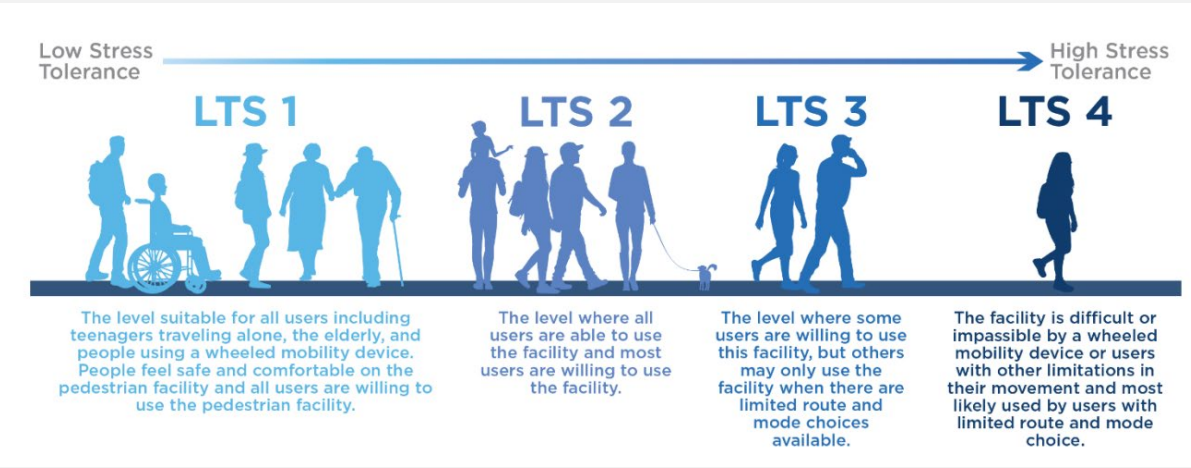 Low Stress
Tolerance
High Stress
Tolerance
LTS 1
LTS 2
LTS 3
LTS 4
The level suitable for all users including
teenagers traveling alone, the elderly, and
people using a wheeled mobility device.
People feel safe and comfortable on the
pedestrian facility and all users are willing to
use the pedestrian facility.
The level where all
users are able to use
the facility and most
users are willing to use
the facility.
The level where some
users are willing to use
this facility, but others
may only use the
facility when there are
limited route and
mode choices
available.
The facility is difficult or
impassible by a wheeled
mobility device or users
with other limitations in
their movement and most
likely used by users with
limited route and mode
choice.